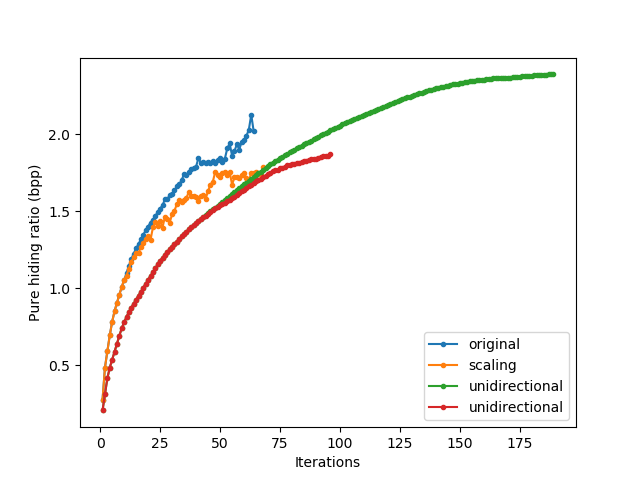 2.0
1.5
1.0
0.5
Pure hiding ratio (bpp)
0 25 50 75 100 125 150 175
Iterations
original
scaling
unidirectional
unidirectional